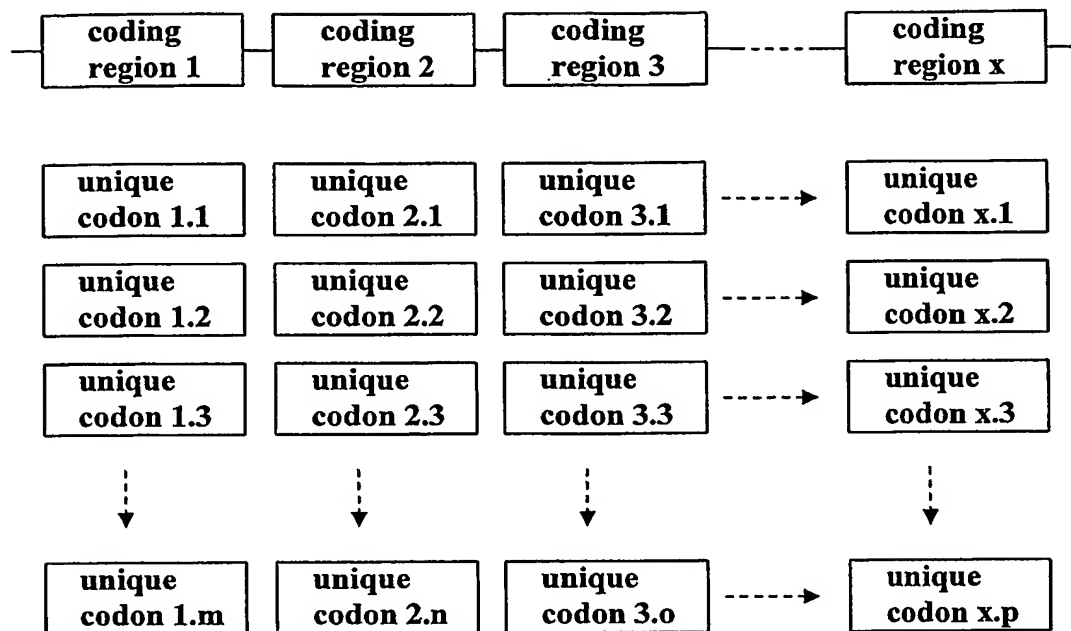 coding
region 1
coding
region 2
coding
region 3
coding
region x
unique
codon 1.1
unique
codon 2.1
unique
codon 3.1
unique
codon x.1
unique
codon 1.2
unique
codon 2.2
unique
codon 3.2
unique
codon x.2
unique
codon 1.3
unique
codon 2.3
unique
codon 3.3
unique
codon x.3
unique
codon 1.m
unique
codon 2.n
unique
codon 3.o
unique
codon x.p